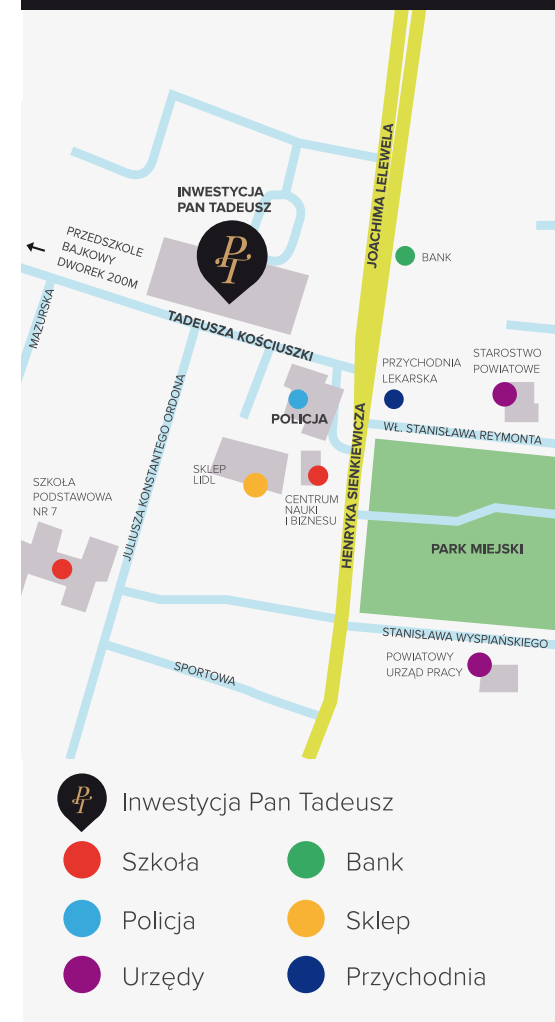 JOACHIMA LELEWELA
INWESTYCJA
PAN TADEUSZ
PT
PRZEDSZKOLE
BAJKOWY
DWOREK 200M
BANK
MAZURSKA
TADEUSZA KOŚCIUSZKI
PRZYCHODNIA
LEKARSKA
STAROSTWO
POWIATOWE
JULIUSZA KONSTANTEGO ORDONA
POLICJA
WŁ. STANISŁAWA REYMONTA
HENRYKA SIENKIEWICZA
SKLEP
LIDL
SZKOŁA
PODSTAWOWA
NR 7
CENTRUM
NAUKI
I BIZNESU
PARK MIEJSKI
STANISŁAWA WYSPIAŃSKIEGO
POWIATOWY
URZĄD PRACY
SPORTOWA
PT
Inwestycja Pan Tadeusz
Szkoła
Bank
Policja
Sklep
Urzędy
Przychodnia